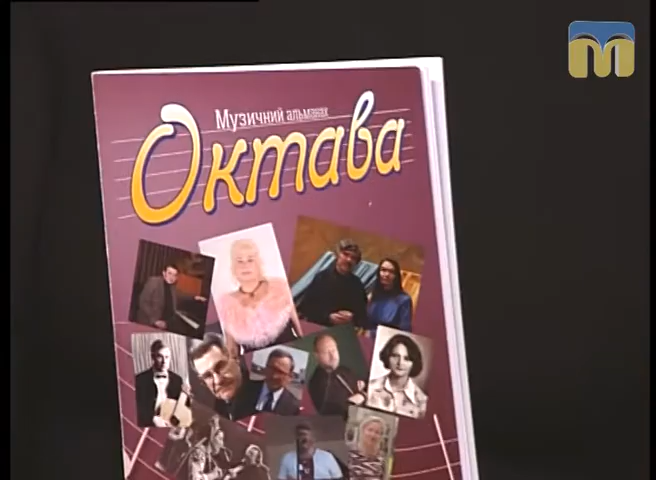 Музичний альманах
Октава